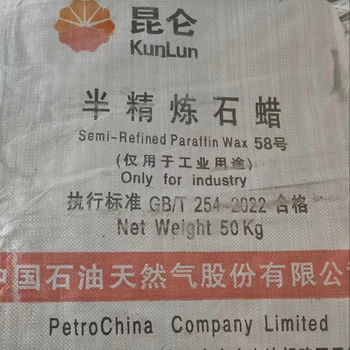 昆仑
KunLun
半精炼石蜡
Semi-Refined Paraffin Wax 58号
(仅用于工业用途)
Only for industry
执行标准 GB/T 254-2022 合格
Net Weight 50Kg
中国石油天然气股份有限公司
PetroChina Company Limited